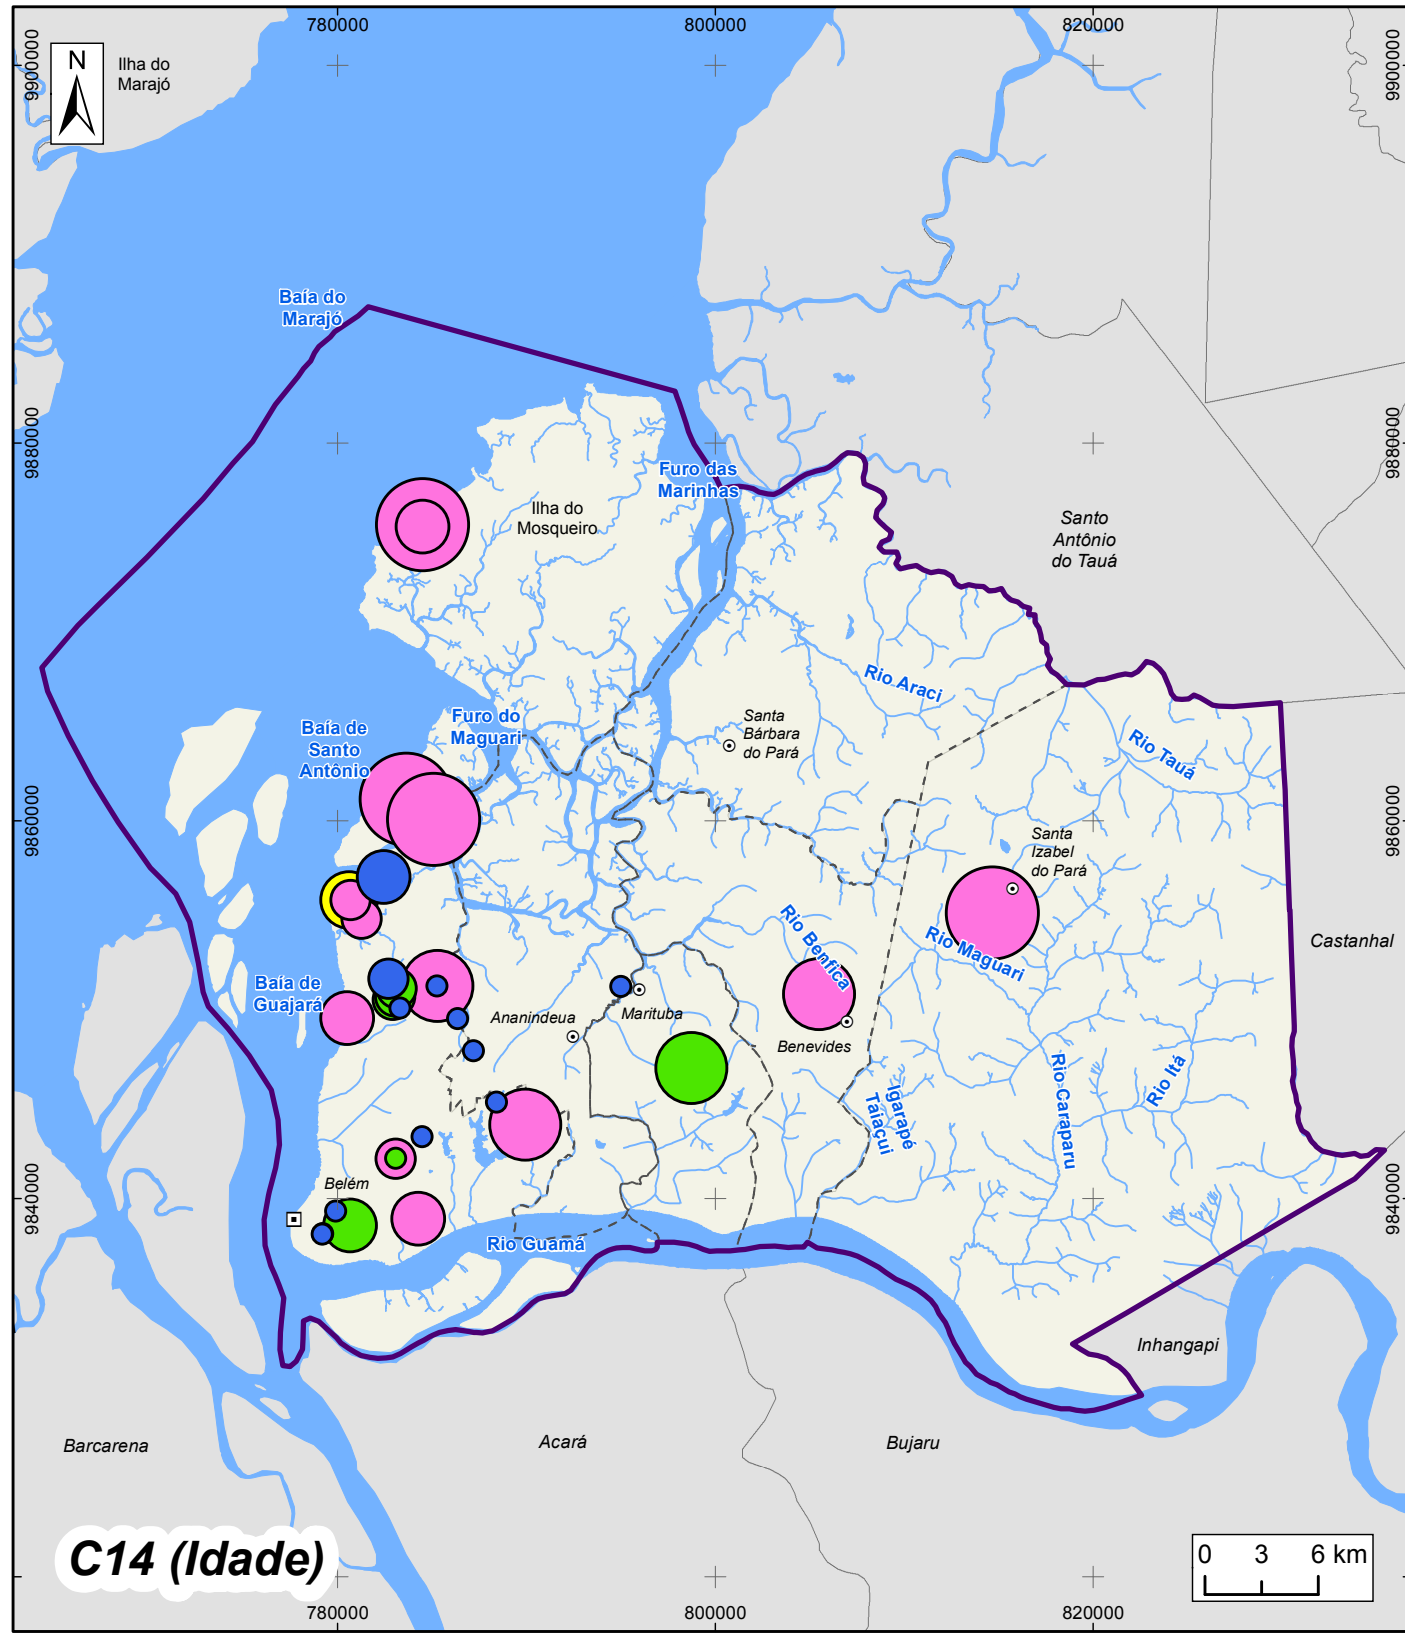 780000
800000
820000
9900000
9900000
N
Ilha do
Marajó
Baía do
Marajó
9880000
9880000
Furo das
Marinhas
Ilha do
Mosqueiro
Santo
Antônio
do Tauá
Rio Araci
Furo do
Maguari
Baía de
Santo
Antônio
Santa
Bárbara
do Pará
Rio Tauá
9860000
9860000
Santa
Izabel
do Pará
Rio Benfica
Rio Maguari
Castanhal
Baía de
Guajará
Ananindeua
Marituba
Benevides
Igarapé
Taiaçui
Rio Caraparu
Rio Itá
Belém
9840000
9840000
Rio Guamá
Inhangapi
Barcarena
Acará
Bujaru
C14 (Idade)
0 3 6 km
780000
800000
820000